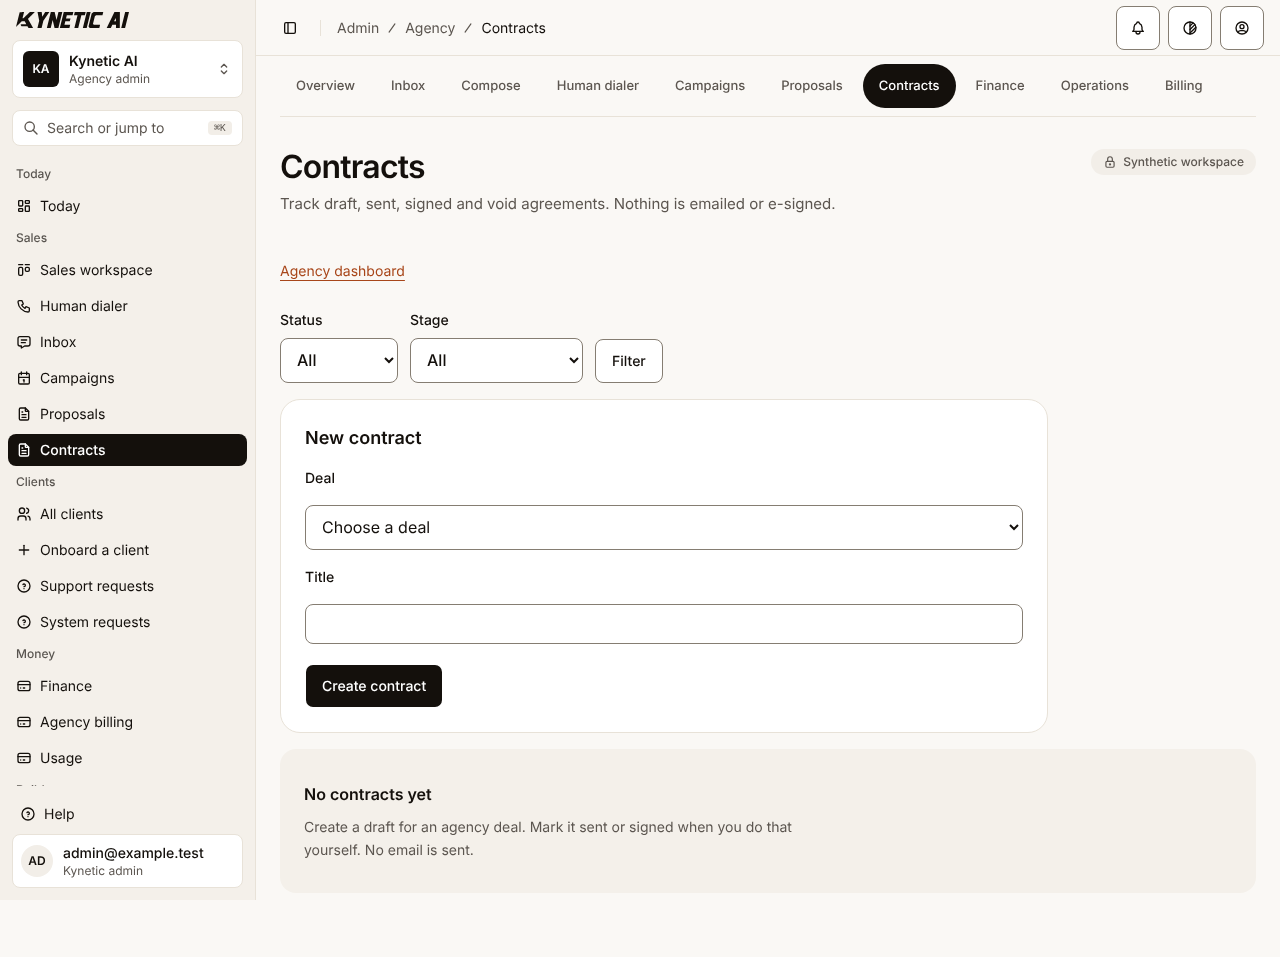 KYNETIC AI
KA
Kynetic AI
Agency admin
Search or jump to
⌘K
Today
Today
Sales
Sales workspace
Human dialer
Inbox
Campaigns
Proposals
Contracts
Clients
All clients
Onboard a client
Support requests
System requests
Money
Finance
Agency billing
Usage
Help
AD
admin@example.test
Kynetic admin
Admin / Agency / Contracts
Overview Inbox Compose Human dialer Campaigns Proposals Contracts Finance Operations Billing
Contracts
Synthetic workspace
Track draft, sent, signed and void agreements. Nothing is emailed or e-signed.
Agency dashboard
Status Stage
All All Filter
New contract
Deal
Choose a deal
Title
Create contract
No contracts yet
Create a draft for an agency deal. Mark it sent or signed when you do that
yourself. No email is sent.